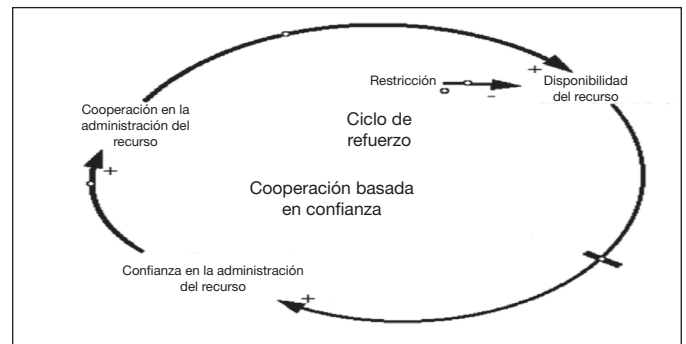 Restricción
o
-
+
Disponibilidad
del recurso
Cooperación en la
administración del
recurso
Ciclo de
refuerzo
+
Cooperación basada
en confianza
Confianza en la administración
del recurso
+